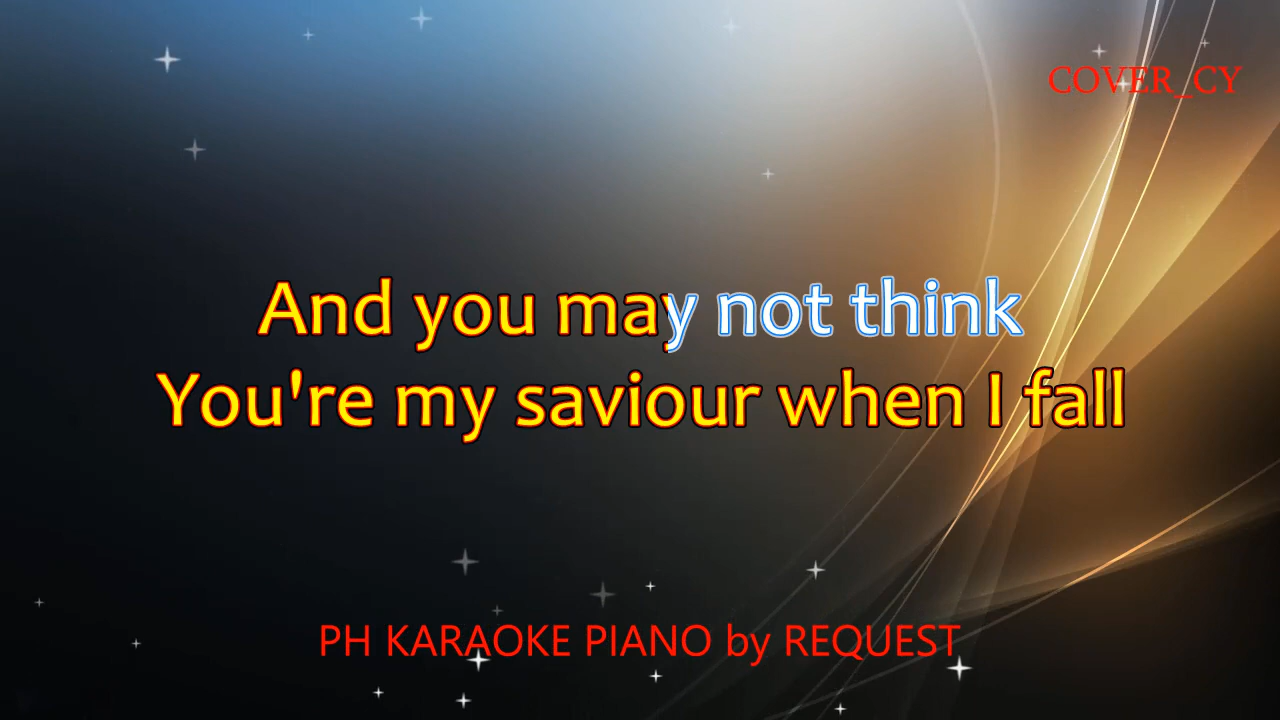 COVER_CY
And you may not think
You're my saviour when I fall
PH KARAOKE PIANO by REQUEST